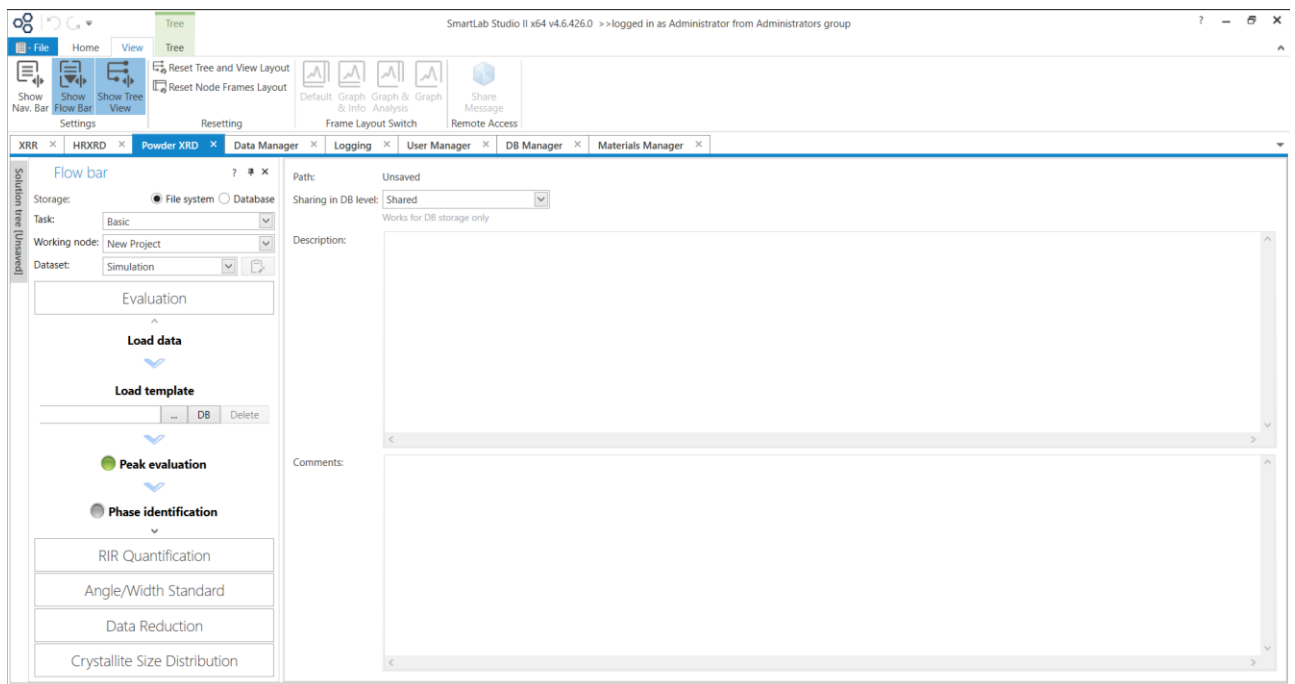 Tree
SmartLab Studio II x64 v4.6.426.0 >>logged in as Administrator from Administrators group
?
File Home View Tree
Show Nav. Bar
Show Flow Bar
Show Tree View
Settings
Reset Tree and View Layout
Reset Node Frames Layout
Resetting
Default
Graph & Info
Graph & Analysis
Graph
Frame Layout Switch
Share Message
Remote Access
XRR HRXRD Powder XRD Data Manager Logging User Manager DB Manager Materials Manager
Solution tree [Unsaved]
Flow bar ?
Storage: File system Database
Task: Basic
Working node: New Project
Dataset: Simulation
Evaluation
Load data
Load template
... DB Delete
Peak evaluation
Phase identification
RIR Quantification
Angle/Width Standard
Data Reduction
Crystallite Size Distribution
Path: Unsaved
Sharing in DB level: Shared
Works for DB storage only
Description:
Comments: